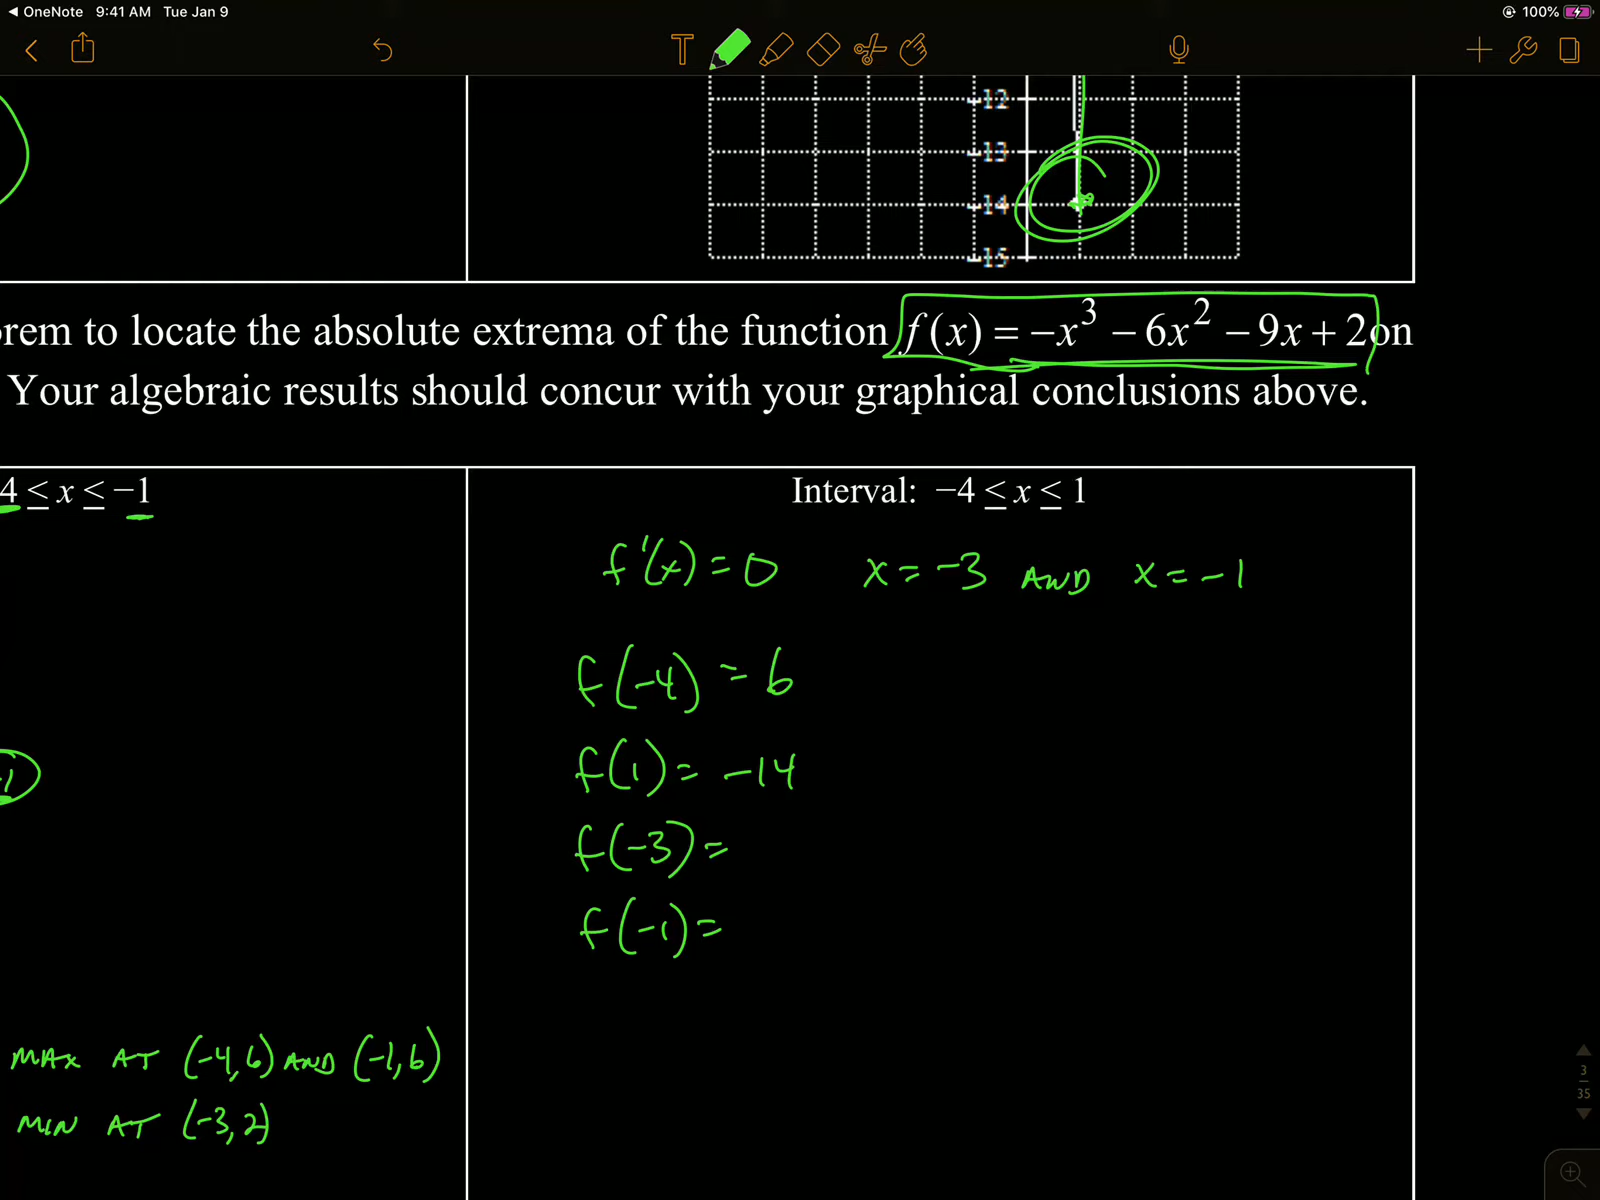 OneNote 9:41 AM Tue Jan 9
100%
T
-12
-13
-14
-15
orem to locate the absolute extrema of the function f(x) = −x³ − 6x² − 9x + 2 on
Your algebraic results should concur with your graphical conclusions above.
4 ≤ x ≤ −1
Interval: −4 ≤ x ≤ 1
f'(x) = 0 x = -3 AND x = -1
f(-4) = 6
f(1) = -14
f(-3) =
f(-1) =
MAX AT (-4,6) AND (-1,6)
MIN AT (-3,2)
3
35